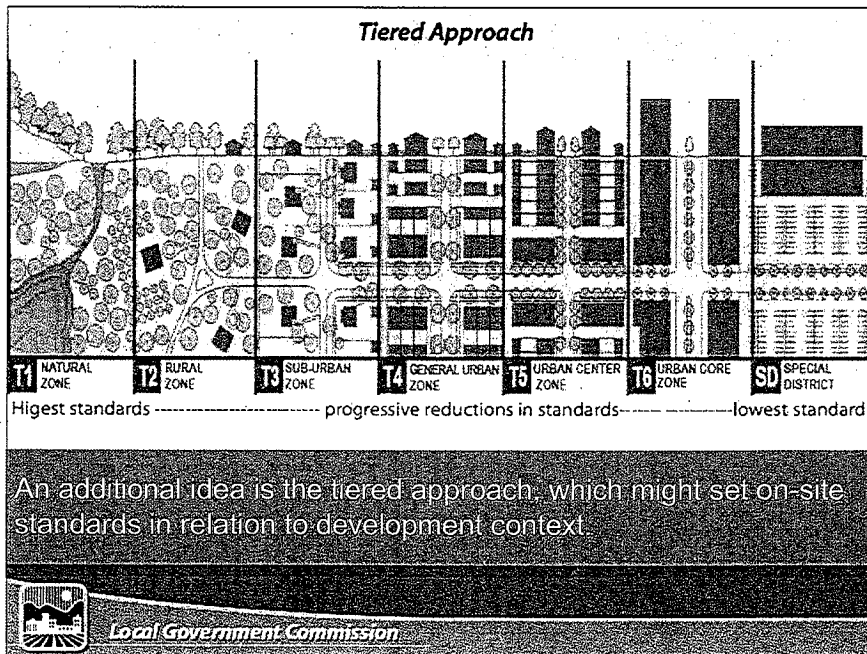 Tiered Approach
T1 NATURAL ZONE
T2 RURAL ZONE
T3 SUB-URBAN ZONE
T4 GENERAL URBAN ZONE
T5 URBAN CENTER ZONE
T6 URBAN CORE ZONE
SD SPECIAL DISTRICT
Higest standards ---------- progressive reductions in standards ---------- lowest standard
An additional idea is the tiered approach, which might set on-site
standards in relation to development context.
Local Government Commission